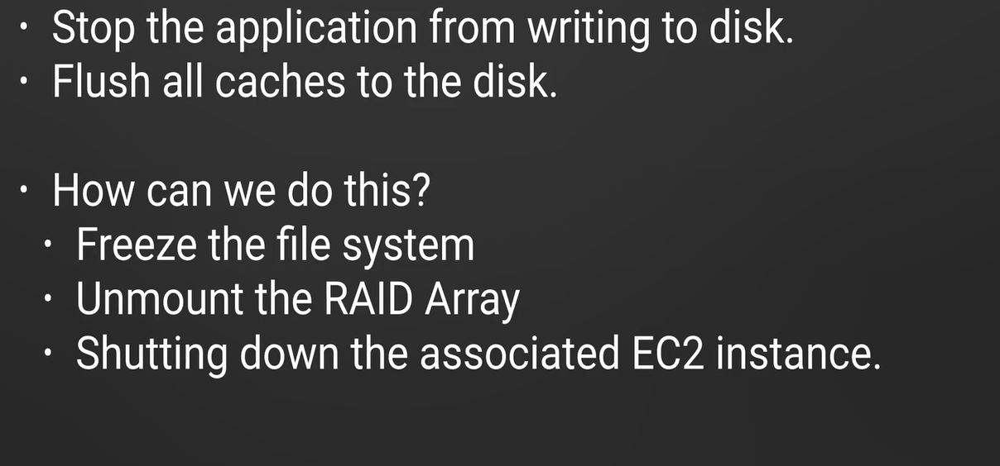 • Stop the application from writing to disk.
• Flush all caches to the disk.
• How can we do this?
• Freeze the file system
• Unmount the RAID Array
• Shutting down the associated EC2 instance.